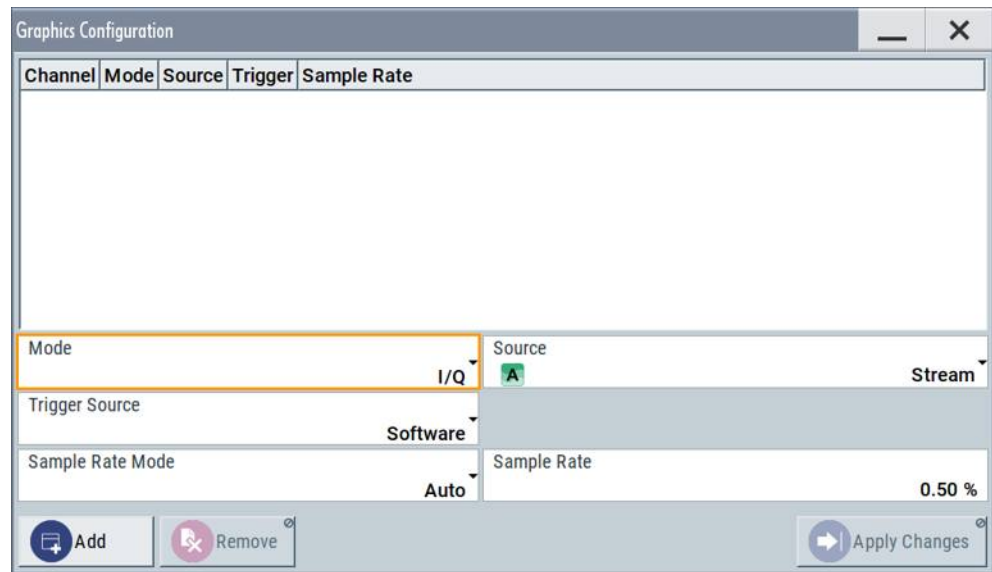 Graphics Configuration
Channel Mode Source Trigger Sample Rate
Mode
I/Q
Source
A Stream
Trigger Source
Software
Sample Rate Mode
Auto
Sample Rate
0.50 %
Add
Remove
Apply Changes